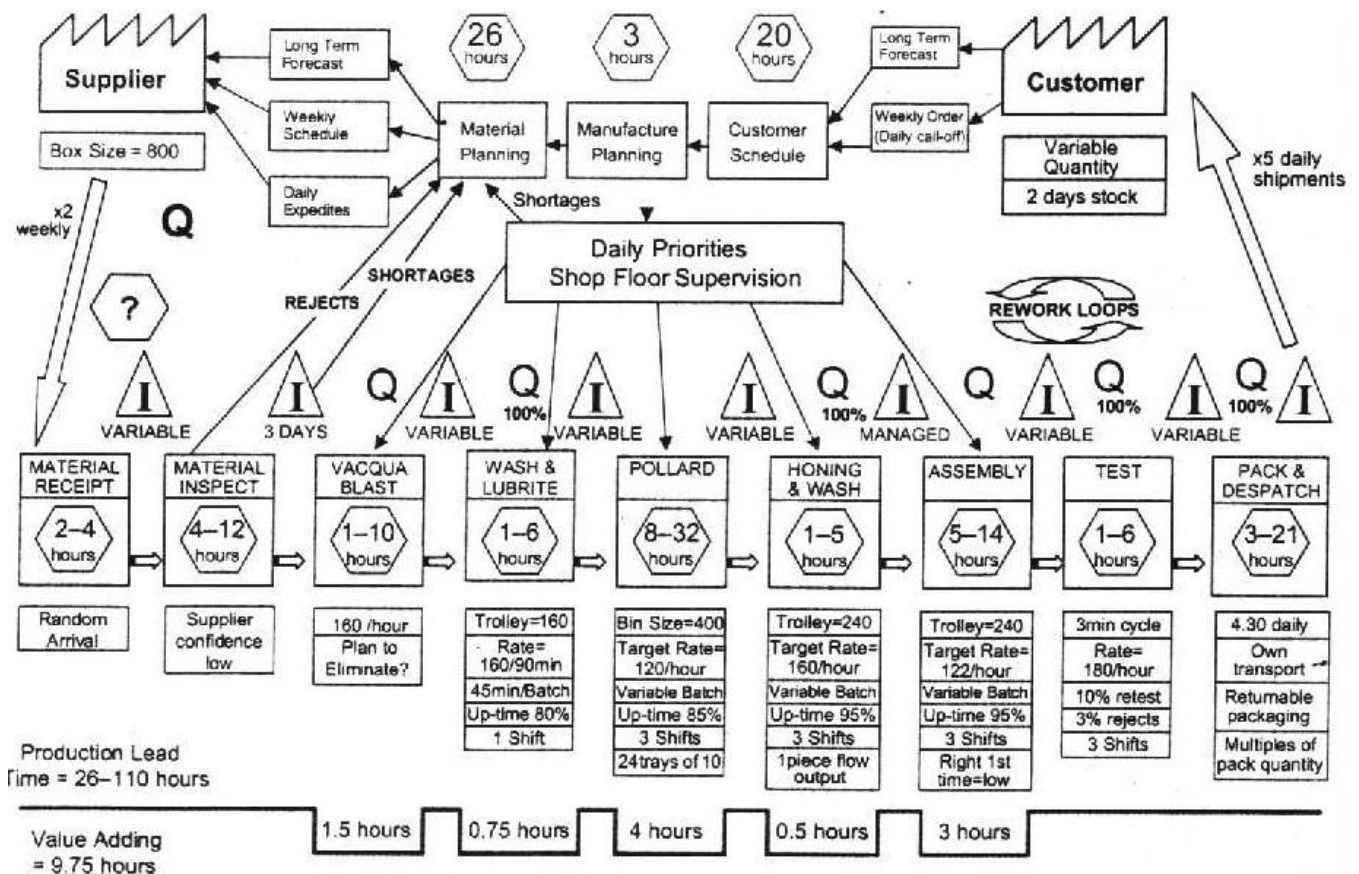 Supplier
Box Size = 800
x2
weekly
Q
?
Long Term
Forecast
Weekly
Schedule
Daily
Expedites
26
hours
3
hours
20
hours
Material
Planning
Manufacture
Planning
Customer
Schedule
Long Term
Forecast
Weekly Order
(Daily call-off)
Customer
Variable
Quantity
2 days stock
x5 daily
shipments
Shortages
Daily Priorities
Shop Floor Supervision
REJECTS
SHORTAGES
REWORK LOOPS
I
VARIABLE
I
3 DAYS
Q
I
VARIABLE
Q
100%
I
VARIABLE
I
VARIABLE
Q
100%
I
MANAGED
Q
I
VARIABLE
Q
100%
I
VARIABLE
Q
100%
I
MATERIAL
RECEIPT
2–4
hours
Random
Arrival
MATERIAL
INSPECT
4–12
hours
Supplier
confidence
low
VACQUA
BLAST
1–10
hours
160 /hour
Plan to
Eliminate?
WASH &
LUBRITE
1–6
hours
Trolley=160
Rate=
160/90min
45min/Batch
Up-time 80%
1 Shift
POLLARD
8–32
hours
Bin Size=400
Target Rate=
120/hour
Variable Batch
Up-time 85%
3 Shifts
24trays of 10
HONING
& WASH
1–5
hours
Trolley=240
Target Rate=
160/hour
Variable Batch
Up-time 95%
3 Shifts
1piece flow
output
ASSEMBLY
5–14
hours
Trolley=240
Target Rate=
122/hour
Variable Batch
Up-time 95%
3 Shifts
Right 1st
time=low
TEST
1–6
hours
3min cycle
Rate=
180/hour
10% retest
3% rejects
3 Shifts
PACK &
DESPATCH
3–21
hours
4.30 daily
Own
transport
Returnable
packaging
Multiples of
pack quantity
Production Lead
Time = 26–110 hours
Value Adding
= 9.75 hours
1.5 hours
0.75 hours
4 hours
0.5 hours
3 hours